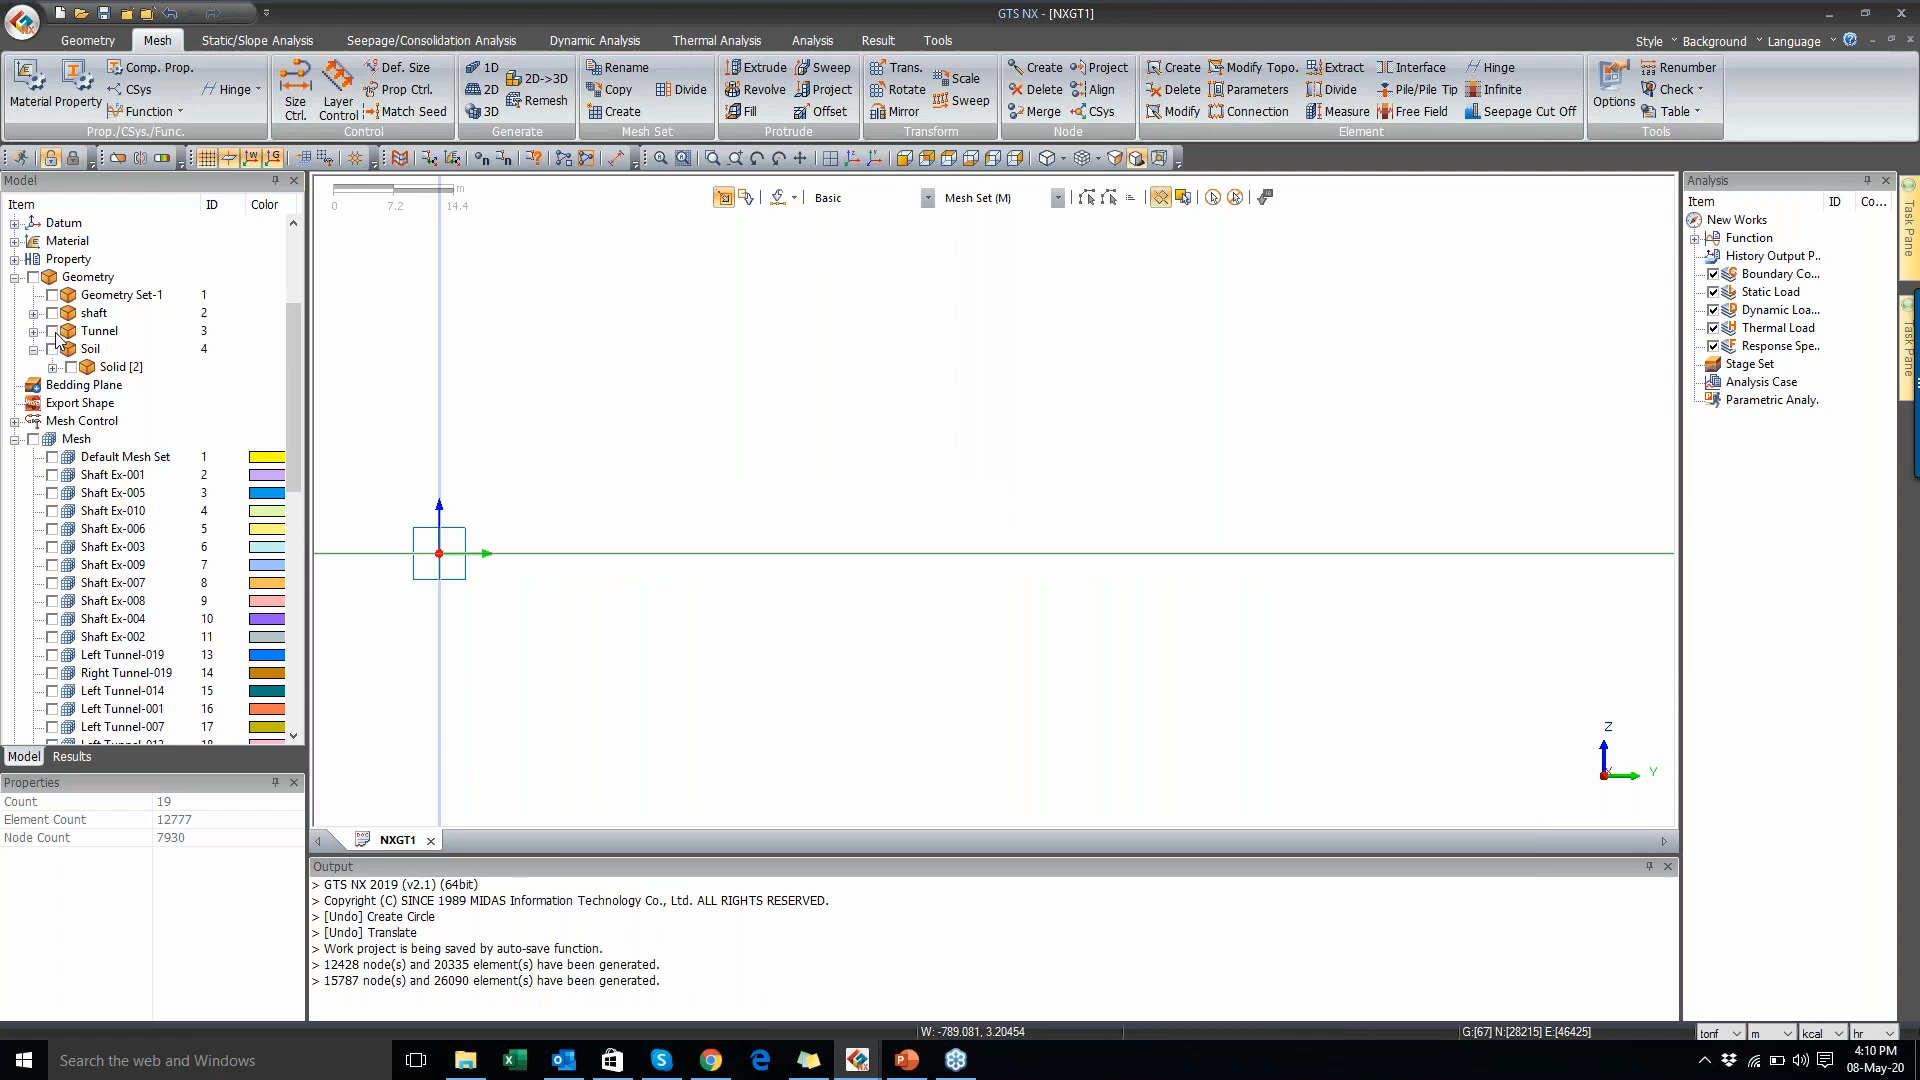 GTS NX - [NXGT1]
Geometry Mesh Static/Slope Analysis Seepage/Consolidation Analysis Dynamic Analysis Thermal Analysis Analysis Result Tools
Style Background Language
Material Property Comp. Prop. CSys Function Hinge
Prop./CSys./Func.
Size Ctrl. Layer Control Def. Size Prop Ctrl. Match Seed
Control
1D 2D 3D 2D->3D Remesh
Generate
Rename Copy Create Divide
Mesh Set
Extrude Revolve Fill Sweep Project Offset
Protrude
Trans. Rotate Mirror Scale Sweep
Transform
Create Delete Merge Project Align CSys
Node
Create Delete Modify Modify Topo. Parameters Connection Extract Divide Measure Interface Pile/Pile Tip Free Field Hinge Infinite Seepage Cut Off
Element
Options Renumber Check Table
Tools
Model
Item ID Color
Datum
Material
Property
Geometry
Geometry Set-1 1
shaft 2
Tunnel 3
Soil 4
Solid [2]
Bedding Plane
Export Shape
Mesh Control
Mesh
Default Mesh Set 1
Shaft Ex-001 2
Shaft Ex-005 3
Shaft Ex-010 4
Shaft Ex-006 5
Shaft Ex-003 6
Shaft Ex-009 7
Shaft Ex-007 8
Shaft Ex-008 9
Shaft Ex-004 10
Shaft Ex-002 11
Left Tunnel-019 13
Right Tunnel-019 14
Left Tunnel-014 15
Left Tunnel-001 16
Left Tunnel-007 17
Model Results
Properties
Count 19
Element Count 12777
Node Count 7930
m
0 7.2 14.4
Basic Mesh Set (M)
Z
Y
NXGT1
Output
> GTS NX 2019 (v2.1) (64bit)
> Copyright (C) SINCE 1989 MIDAS Information Technology Co., Ltd. ALL RIGHTS RESERVED.
> [Undo] Create Circle
> [Undo] Translate
> Work project is being saved by auto-save function.
> 12428 node(s) and 20335 element(s) have been generated.
> 15787 node(s) and 26090 element(s) have been generated.
Analysis
Item ID Co...
New Works
Function
History Output P..
Boundary Co...
Static Load
Dynamic Loa...
Thermal Load
Response Spe..
Stage Set
Analysis Case
Parametric Analy.
Task Pane
Task Pane
W: -789.081, 3.20454
G:[67] N:[28215] E:[46425]
tonf m kcal hr
Search the web and Windows
4:10 PM
08-May-20